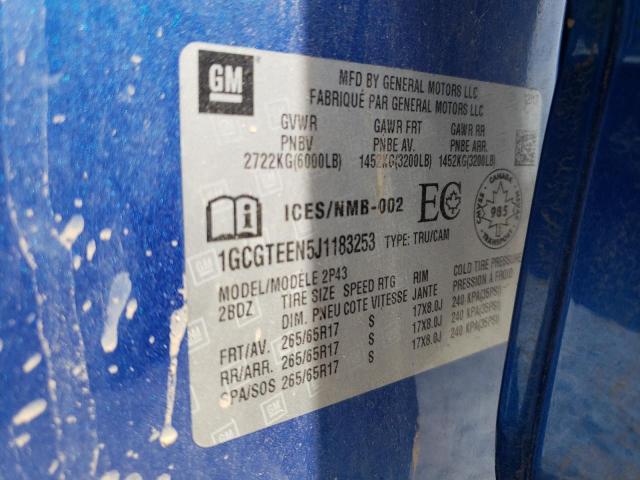 GM
MFD BY GENERAL MOTORS LLC
FABRIQUÉ PAR GENERAL MOTORS LLC
GVWR GAWR FRT GAWR RR
PNBV PNBE AV. PNBE ARR.
2722KG(6000LB) 1452KG(3200LB) 1452KG(3200LB)
ICES/NMB-002 EC CANADA 985
1GCGTEEN5J1183253 TYPE: TRU/CAM
MODEL/MODÈLE 2P43
2BDZ TIRE SIZE SPEED RTG RIM COLD TIRE PRESSURE
DIM. PNEU COTE VITESSE JANTE PRESSION À FROID
FRT/AV. 265/65R17 S 17X8.0J 240 KPA(35PSI)
RR/ARR. 265/65R17 S 17X8.0J 240 KPA(35PSI)
SPA/SOS 265/65R17 S 17X8.0J 240 KPA(35PSI)